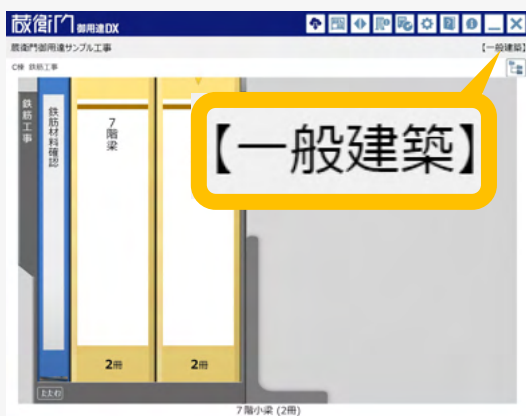 蔵衛門御用達DX
蔵衛門御用達サンプル工事
【一般建築】
C棟 鉄筋工事
鉄筋工事
鉄筋材料確認
7階梁
【一般建築】
2冊
2冊
たたむ
7階小梁 (2冊)